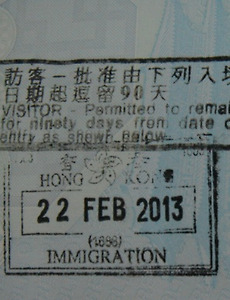 訪客－批准由下列入境
日期起逗留90天
VISITOR - Permitted to remain
for ninety days from date of
entry as shown below
香 港
HONG KONG
22 FEB 2013
(1686)
IMMIGRATION